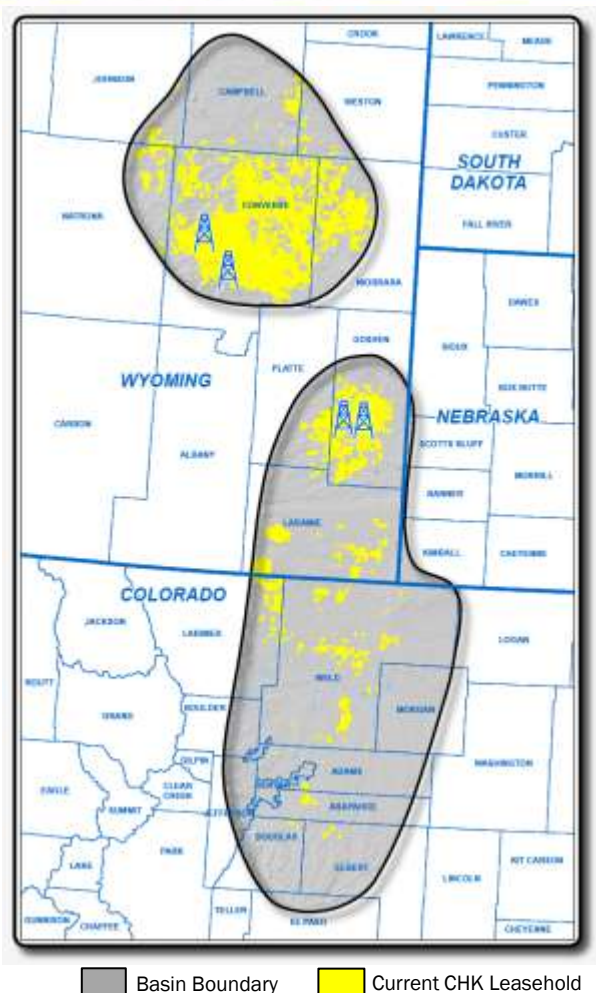 CROOK
LAWRENCE
MEADE
JOHNSON
CAMPBELL
WESTON
PENNINGTON
CUSTER
SOUTH
DAKOTA
CONVERSE
NATRONA
FALL RIVER
NIOBRARA
DAWES
GOSHEN
SIOUX
PLATTE
WYOMING
BOX BUTTE
NEBRASKA
CARBON
SCOTTS BLUFF
ALBANY
MORRILL
BANNER
LARAMIE
KIMBALL
CHEYENNE
COLORADO
JACKSON
LARIMER
LOGAN
WELD
ROUTT
BOULDER
MORGAN
GRAND
GILPIN
ADAMS
WASHINGTON
EAGLE
CLEAR
CREEK
DENVER
SUMMIT
ARAPAHOE
JEFFERSON
DOUGLAS
PARK
KIT CARSON
LAKE
ELBERT
LINCOLN
TELLER
GUNNISON
CHAFFEE
EL PASO
CHEYENNE
Basin Boundary
Current CHK Leasehold